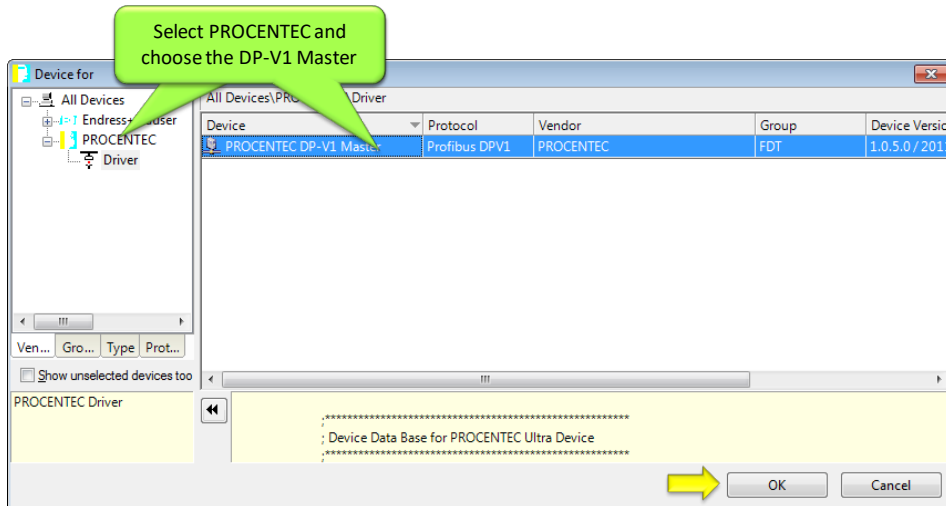 Select PROCENTEC and
choose the DP-V1 Master
Device for
All Devices
Endress+
user
PROCENTEC
Driver
All Devices\PRO
Driver
Device
Protocol
Vendor
Group
Device Versio
PROCENTEC DP-V1 Master
Profibus DPV1
PROCENTEC
FDT
1.0.5.0 / 201
Ven...
Gro...
Type
Prot...
Show unselected devices too
PROCENTEC Driver
;*******************************************************
; Device Data Base for PROCENTEC Ultra Device
;*******************************************************
OK
Cancel